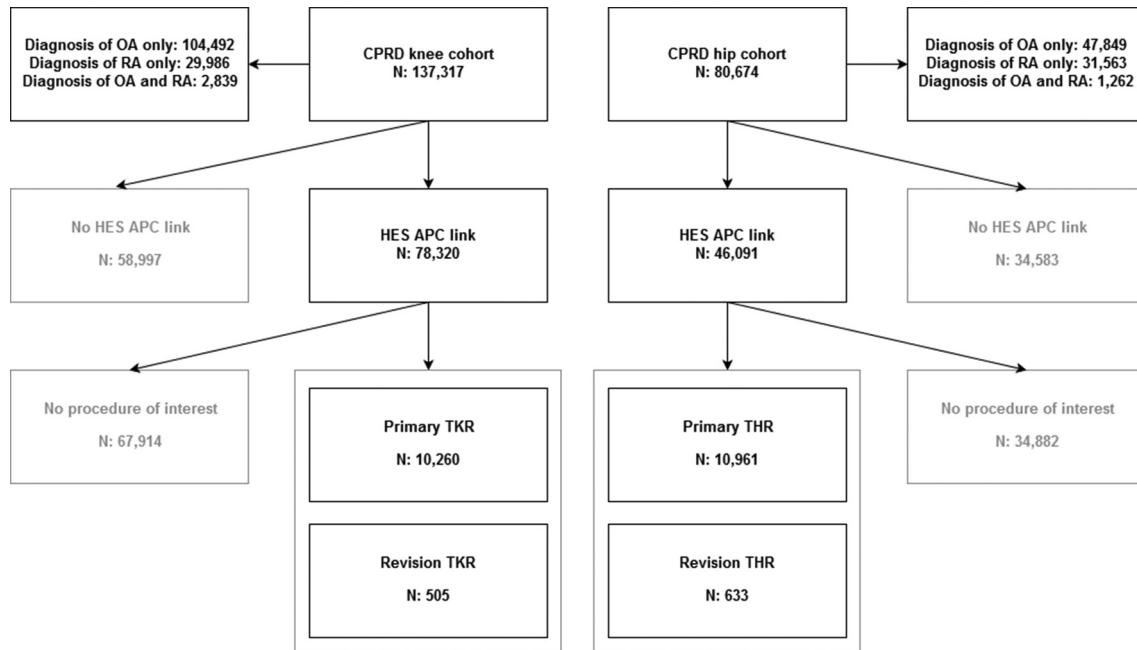 Diagnosis of OA only: 104,492
Diagnosis of RA only: 29,986
Diagnosis of OA and RA: 2,839
CPRD knee cohort
N: 137,317
CPRD hip cohort
N: 80,674
Diagnosis of OA only: 47,849
Diagnosis of RA only: 31,563
Diagnosis of OA and RA: 1,262
No HES APC link
N: 58,997
HES APC link
N: 78,320
HES APC link
N: 46,091
No HES APC link
N: 34,583
No procedure of interest
N: 67,914
Primary TKR
N: 10,260
Primary THR
N: 10,961
No procedure of interest
N: 34,882
Revision TKR
N: 505
Revision THR
N: 633